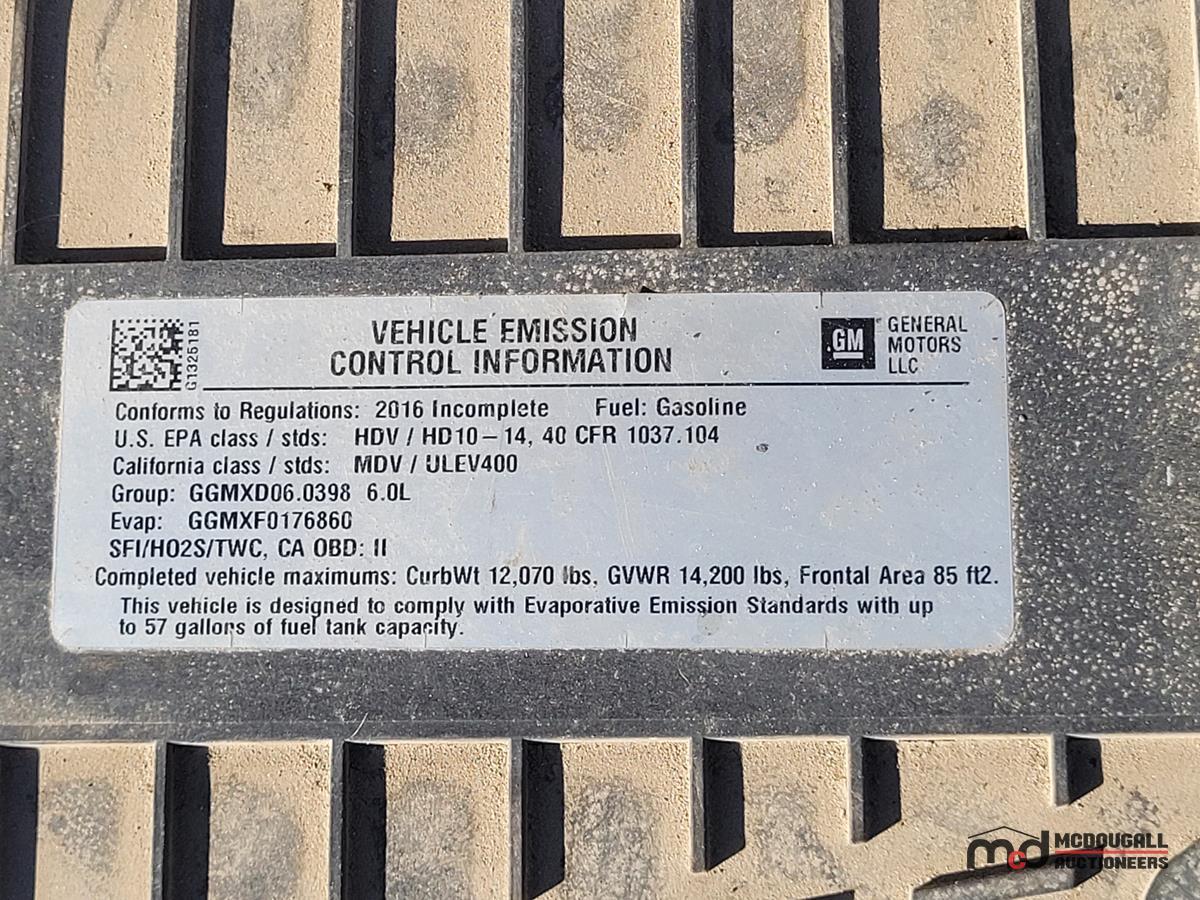 G1325181
VEHICLE EMISSION
CONTROL INFORMATION
GM
GENERAL
MOTORS
LLC
Conforms to Regulations: 2016 Incomplete Fuel: Gasoline
U.S. EPA class / stds: HDV / HD10 – 14, 40 CFR 1037.104
California class / stds: MDV / ULEV400
Group: GGMXD06.0398 6.0L
Evap: GGMXF0176860
SFI/HO2S/TWC, CA OBD: II
Completed vehicle maximums: CurbWt 12,070 lbs, GVWR 14,200 lbs, Frontal Area 85 ft2.
This vehicle is designed to comply with Evaporative Emission Standards with up
to 57 gallons of fuel tank capacity.
mcd MCDOUGALL
AUCTIONEERS